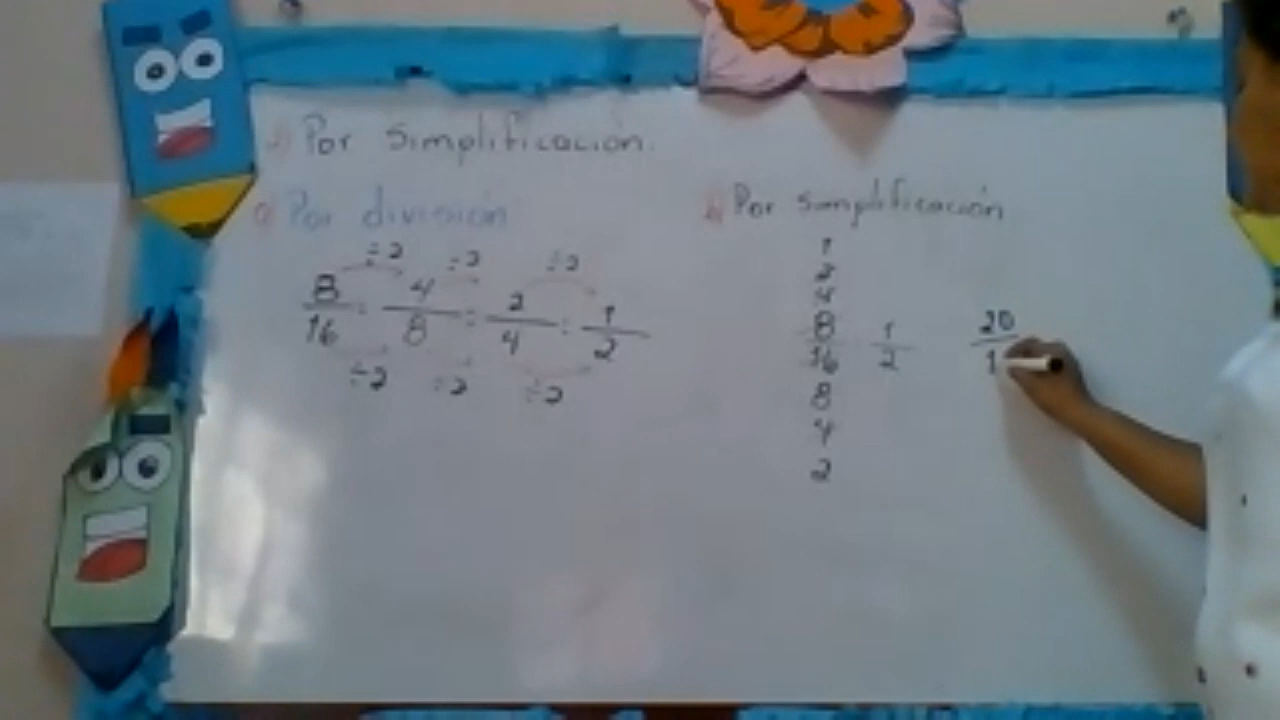 2) Por simplificación.
a) Por división
÷2 ÷2 ÷2
8/16 = 4/8 = 2/4 = 1/2
÷2 ÷2 ÷2
b) Por simplificación
1
2
4
8/16 = 1/2
8
4
2
20/1